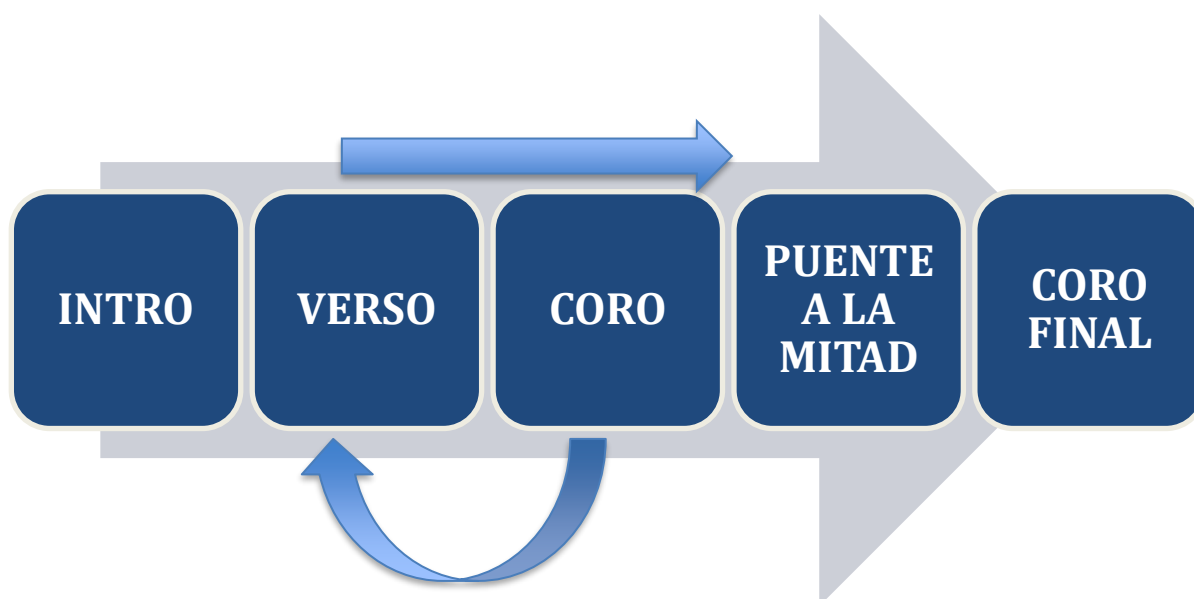 INTRO
VERSO
CORO
PUENTE
A LA
MITAD
CORO
FINAL